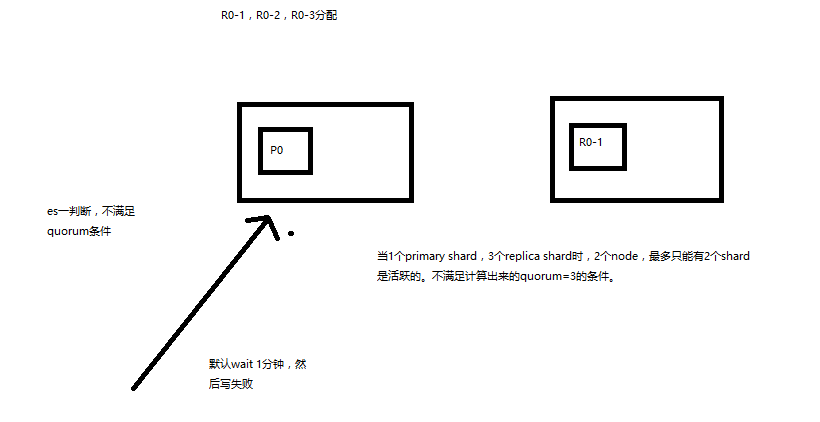 R0-1，R0-2，R0-3分配
P0
R0-1
es一判断，不满足
quorum条件
当1个primary shard，3个replica shard时，2个node，最多只能有2个shard
是活跃的。不满足计算出来的quorum=3的条件。
默认wait 1分钟，然
后写失败